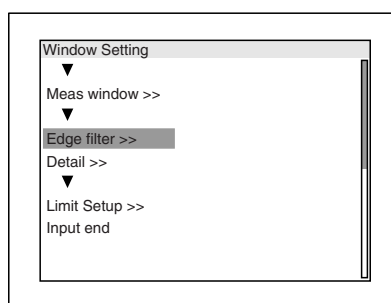 Window Setting
▼
Meas window >>
▼
Edge filter >>
Detail >>
▼
Limit Setup >>
Input end